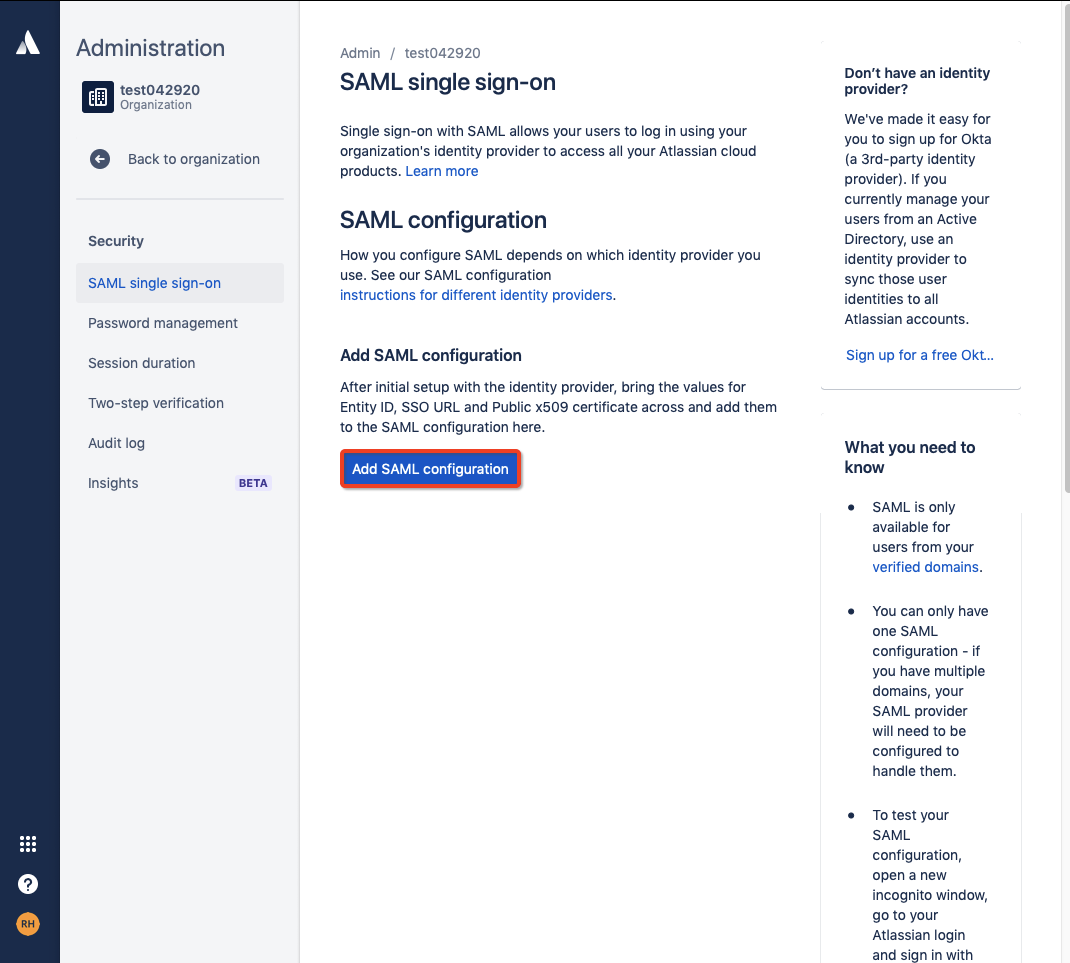 Administration
test042920
Organization
Back to organization
Security
SAML single sign-on
Password management
Session duration
Two-step verification
Audit log
Insights BETA
RH
Admin / test042920
SAML single sign-on
Single sign-on with SAML allows your users to log in using your
organization's identity provider to access all your Atlassian cloud
products. Learn more
SAML configuration
How you configure SAML depends on which identity provider you
use. See our SAML configuration
instructions for different identity providers.
Add SAML configuration
After initial setup with the identity provider, bring the values for
Entity ID, SSO URL and Public x509 certificate across and add them
to the SAML configuration here.
Add SAML configuration
Don’t have an identity
provider?
We've made it easy for
you to sign up for Okta
(a 3rd-party identity
provider). If you
currently manage your
users from an Active
Directory, use an
identity provider to
sync those user
identities to all
Atlassian accounts.
Sign up for a free Okt...
What you need to
know
• SAML is only
available for
users from your
verified domains.
• You can only have
one SAML
configuration - if
you have multiple
domains, your
SAML provider
will need to be
configured to
handle them.
• To test your
SAML
configuration,
open a new
incognito window,
go to your
Atlassian login
and sign in with